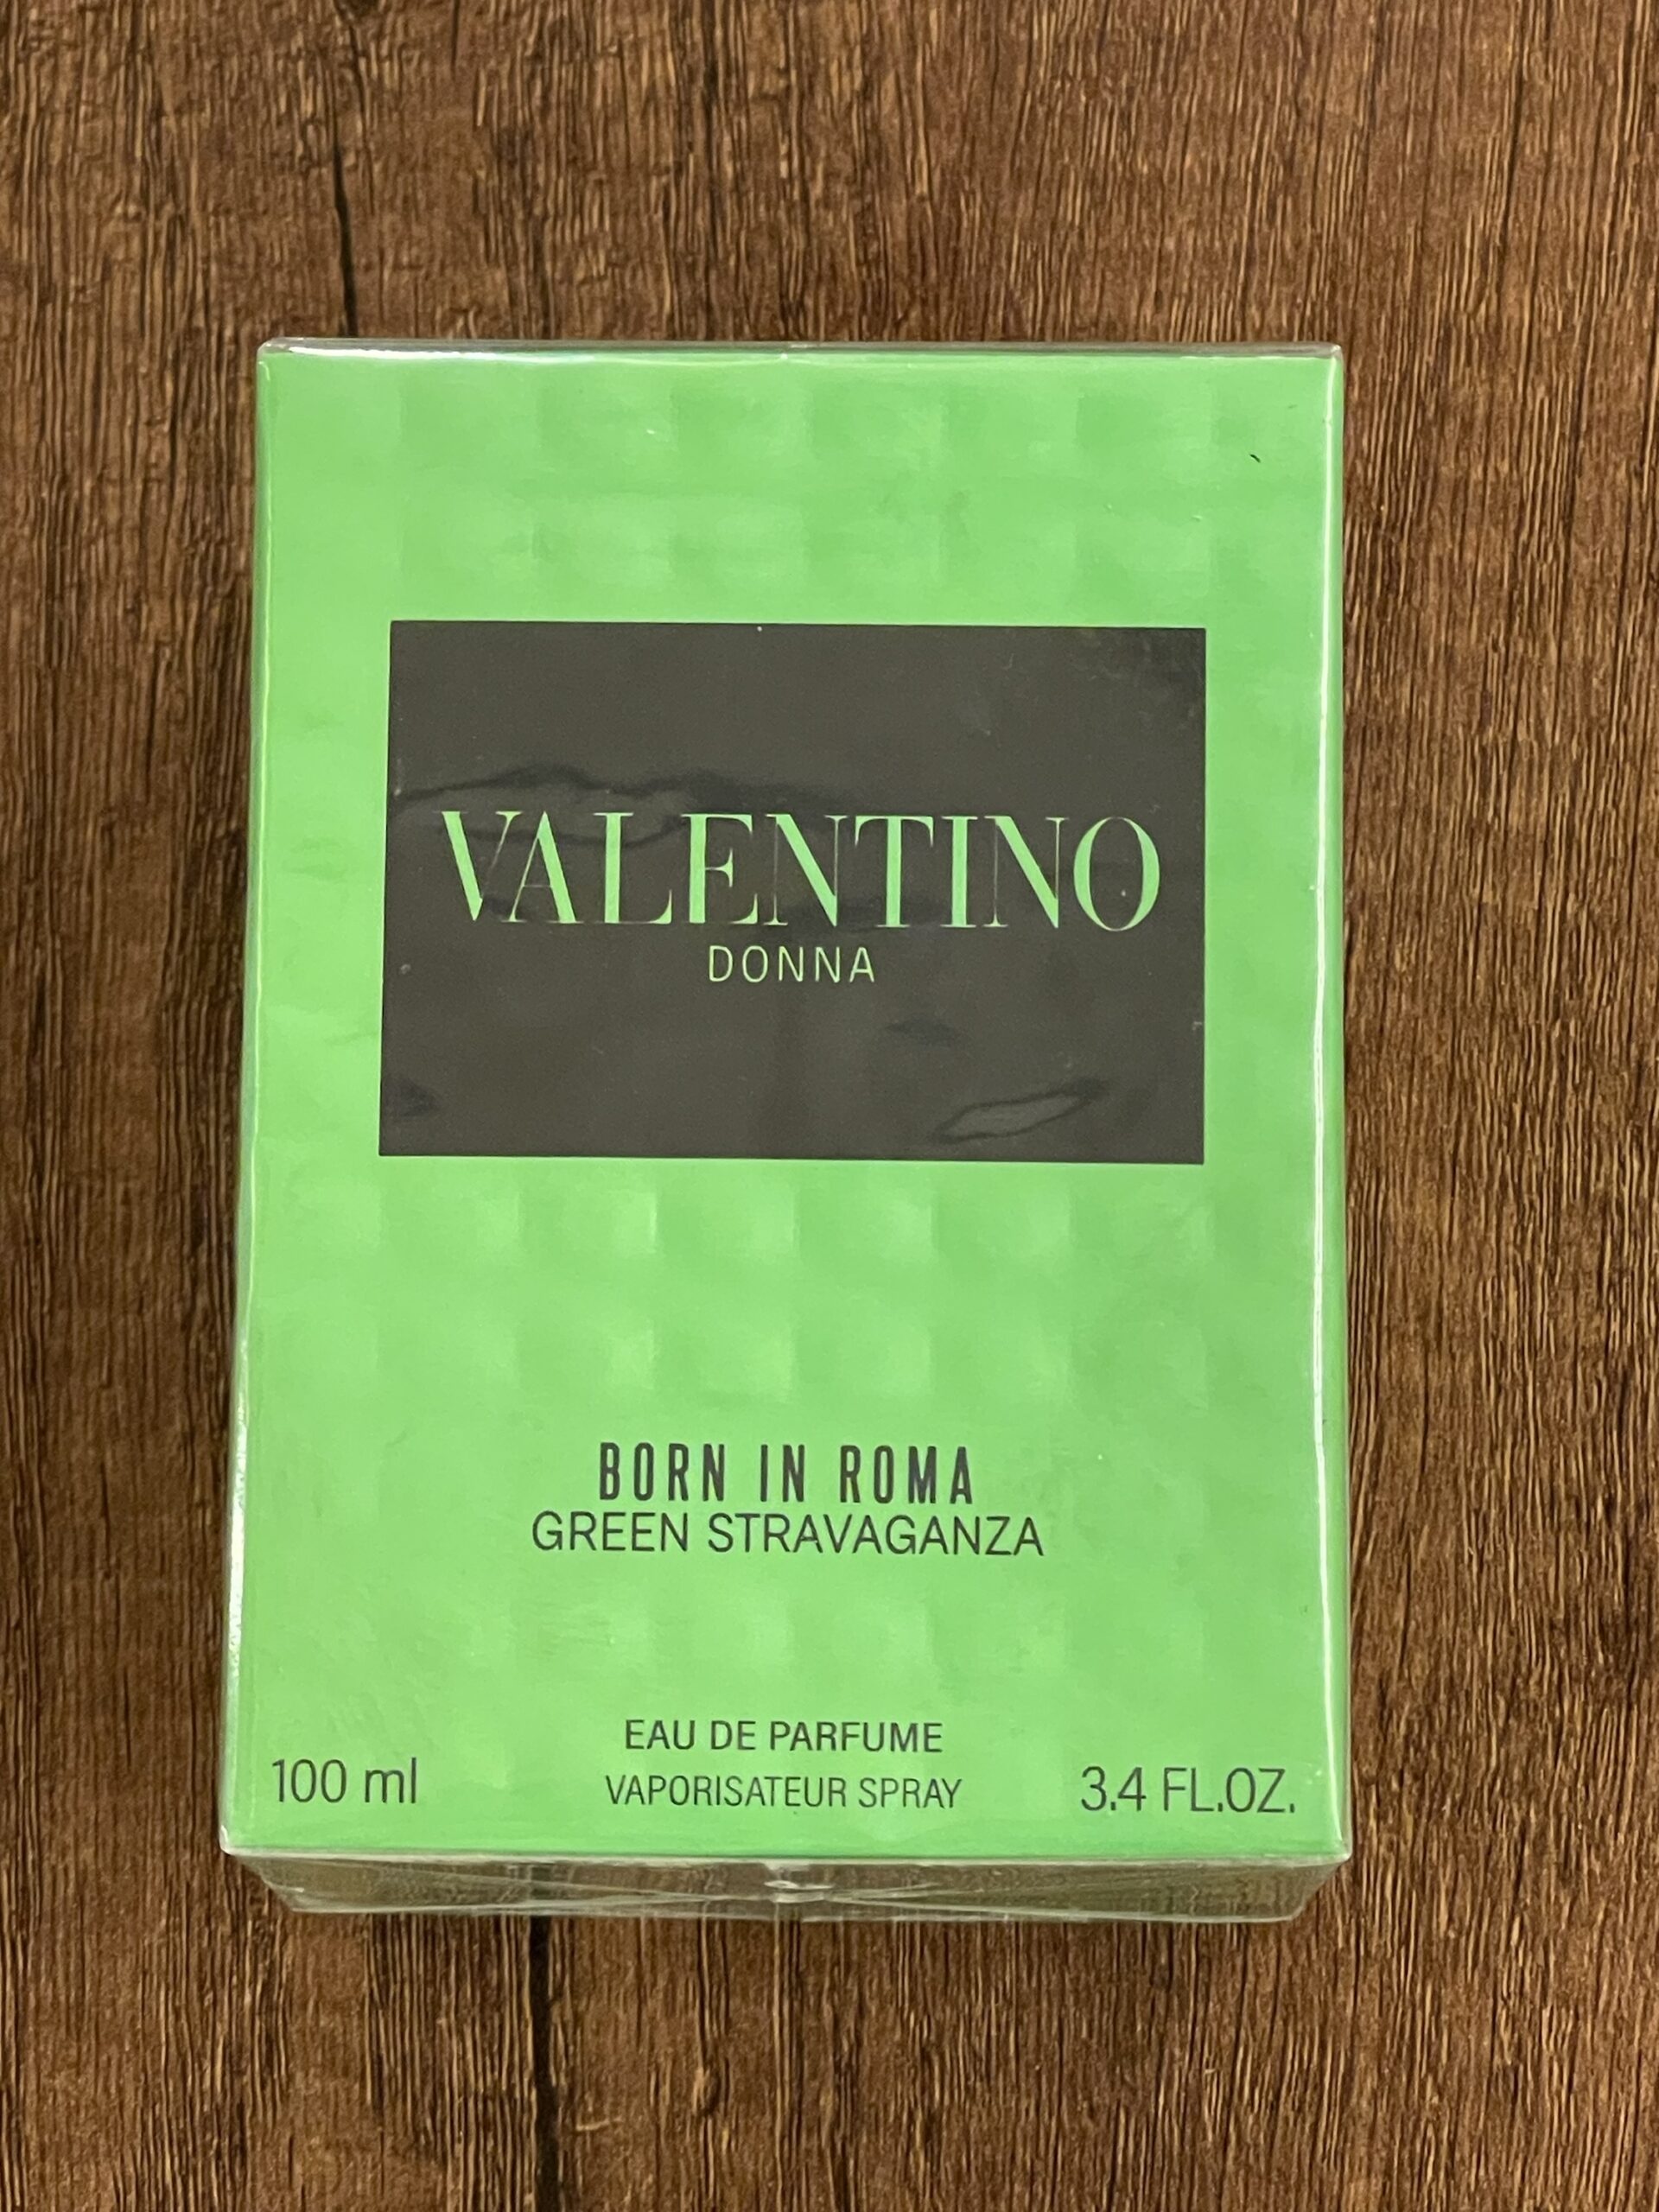 VALENTINO
DONNA
BORN IN ROMA
GREEN STRAVAGANZA
EAU DE PARFUME
VAPORISATEUR SPRAY
100 ml
3.4 FL.OZ.